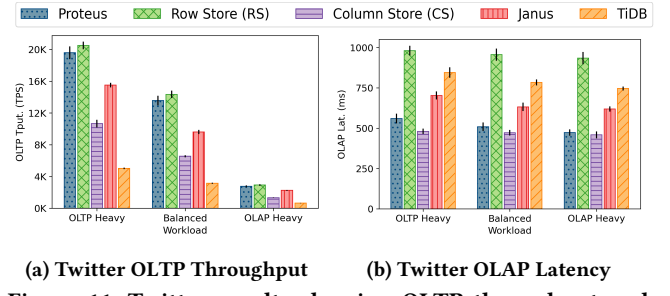 Proteus Row Store (RS) Column Store (CS) Janus TiDB
20K
16K
12K
8K
4K
0K
OLTP Tput. (TPS)
OLTP Heavy Balanced OLAP Heavy
Workload
1000
750
500
250
0
OLAP Lat. (ms)
OLTP Heavy Balanced OLAP Heavy
Workload
(a) Twitter OLTP Throughput (b) Twitter OLAP Latency